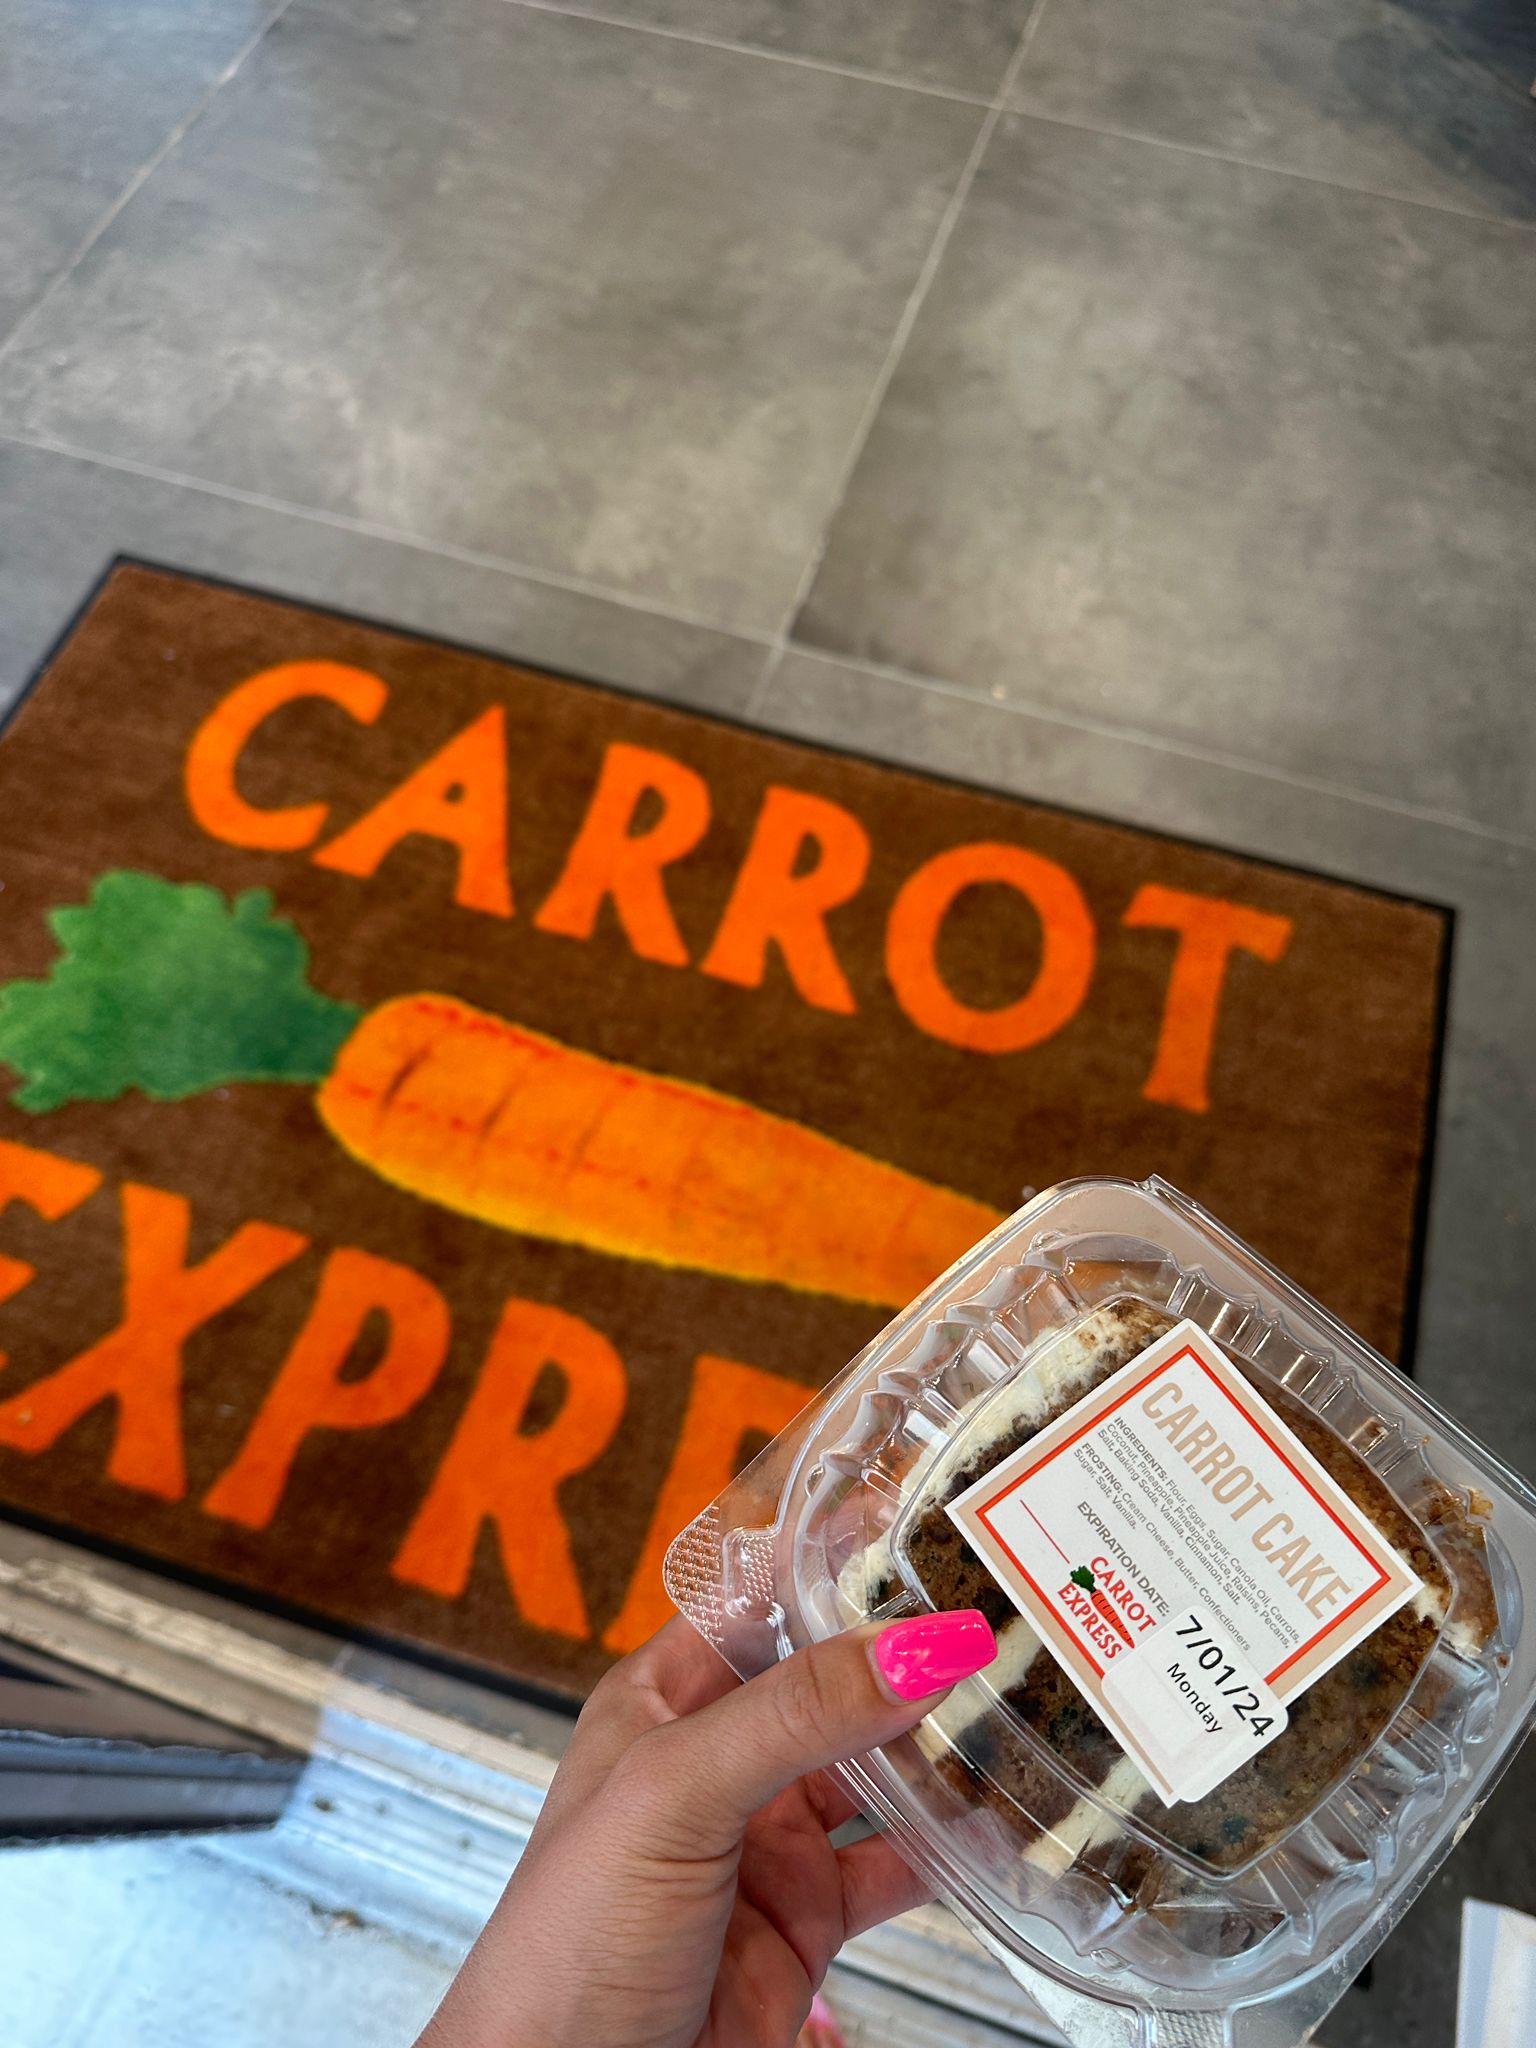 CARROT
EXPRE
CARROT CAKE
INGREDIENTS: Flour, Eggs, Sugar, Canola Oil, Carrots,
Coconut, Pineapple, Pineapple Juice, Raisins, Pecans,
Salt, Baking Soda, Vanilla, Cinnamon, Salt.
FROSTING: Cream Cheese, Butter, Confectioners
Sugar, Salt, Vanilla.
EXPIRATION DATE:
7/01/24
Monday
CARROT
EXPRESS